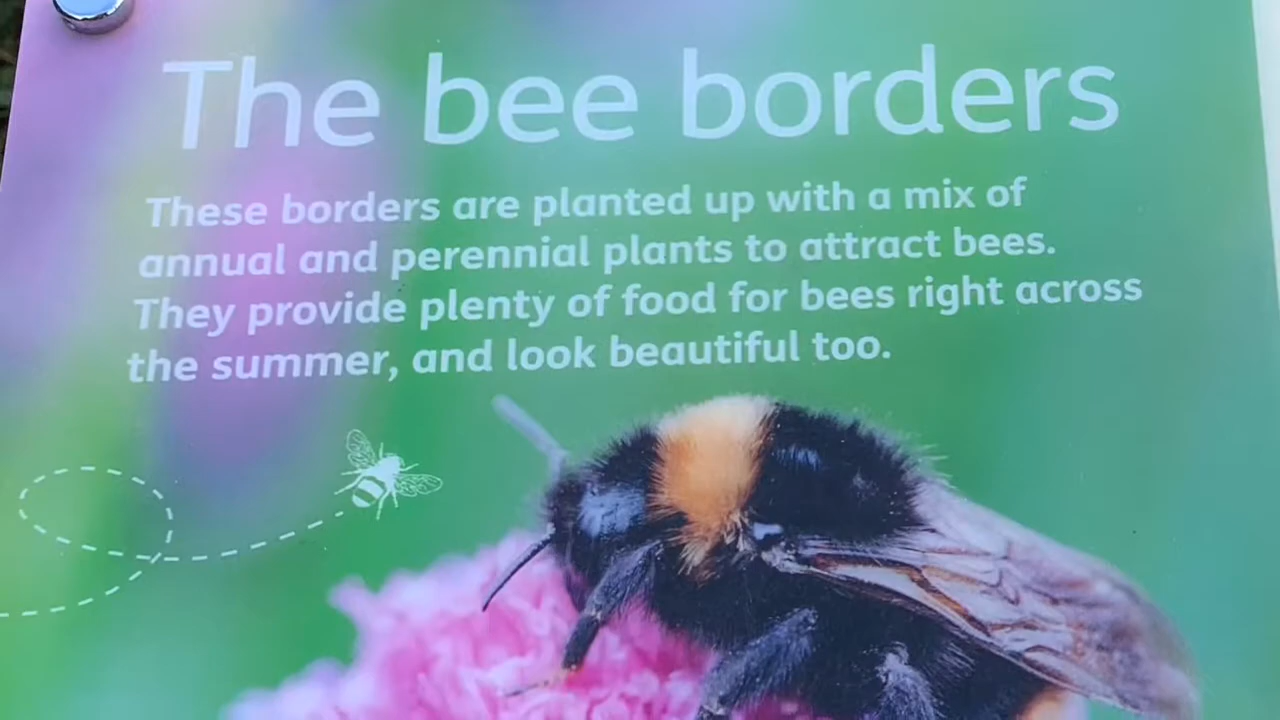 The bee borders
These borders are planted up with a mix of
annual and perennial plants to attract bees.
They provide plenty of food for bees right across
the summer, and look beautiful too.